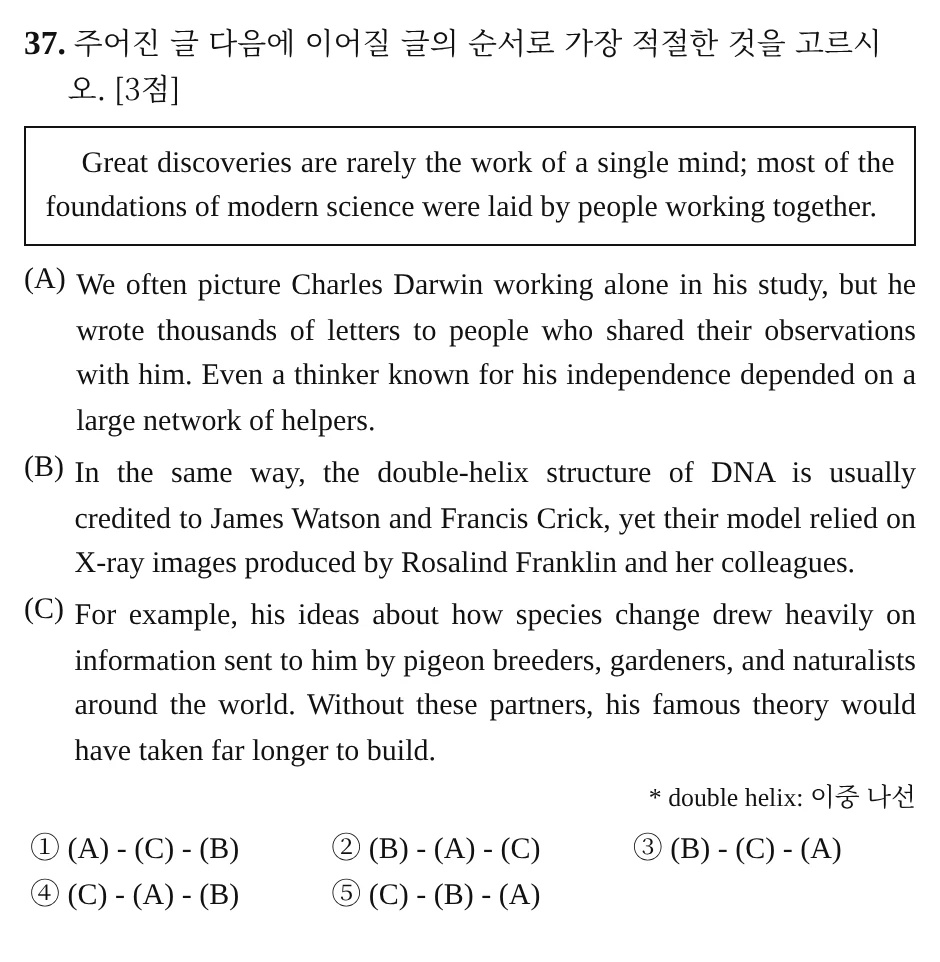 37. 주어진 글 다음에 이어질 글의 순서로 가장 적절한 것을 고르시
오. [3점]
Great discoveries are rarely the work of a single mind; most of the
foundations of modern science were laid by people working together.
(A) We often picture Charles Darwin working alone in his study, but he
wrote thousands of letters to people who shared their observations
with him. Even a thinker known for his independence depended on a
large network of helpers.
(B) In the same way, the double-helix structure of DNA is usually
credited to James Watson and Francis Crick, yet their model relied on
X-ray images produced by Rosalind Franklin and her colleagues.
(C) For example, his ideas about how species change drew heavily on
information sent to him by pigeon breeders, gardeners, and naturalists
around the world. Without these partners, his famous theory would
have taken far longer to build.
* double helix: 이중 나선
① (A) - (C) - (B) ② (B) - (A) - (C) ③ (B) - (C) - (A)
④ (C) - (A) - (B) ⑤ (C) - (B) - (A)